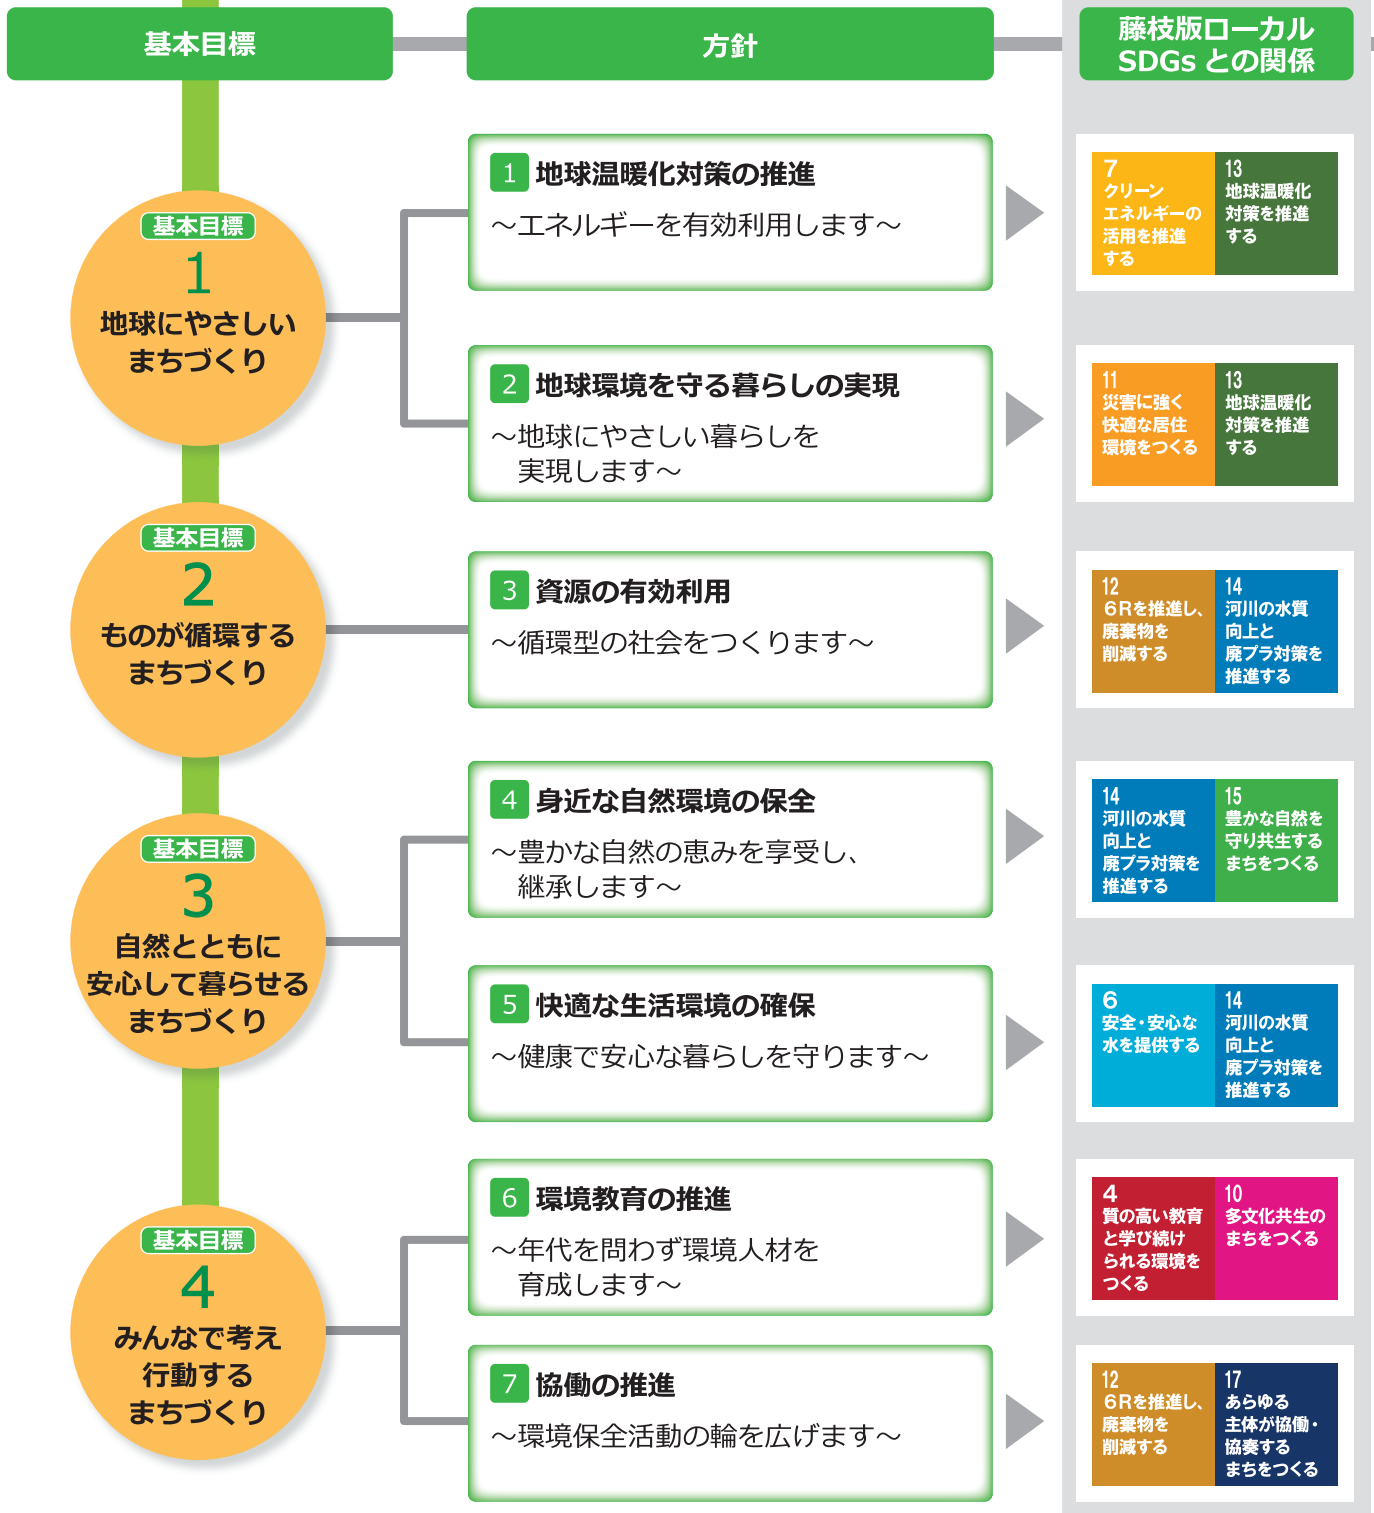 基本目標
方針
藤枝版ローカル
SDGs との関係
基本目標
1
地球にやさしい
まちづくり
1 地球温暖化対策の推進
～エネルギーを有効利用します～
7
クリーン
エネルギーの
活用を推進
する
13
地球温暖化
対策を推進
する
2 地球環境を守る暮らしの実現
～地球にやさしい暮らしを
実現します～
11
災害に強く
快適な居住
環境をつくる
13
地球温暖化
対策を推進
する
基本目標
2
ものが循環する
まちづくり
3 資源の有効利用
～循環型の社会をつくります～
12
6Rを推進し、
廃棄物を
削減する
14
河川の水質
向上と
廃プラ対策を
推進する
基本目標
3
自然とともに
安心して暮らせる
まちづくり
4 身近な自然環境の保全
～豊かな自然の恵みを享受し、
継承します～
14
河川の水質
向上と
廃プラ対策を
推進する
15
豊かな自然を
守り共生する
まちをつくる
5 快適な生活環境の確保
～健康で安心な暮らしを守ります～
6
安全・安心な
水を提供する
14
河川の水質
向上と
廃プラ対策を
推進する
基本目標
4
みんなで考え
行動する
まちづくり
6 環境教育の推進
～年代を問わず環境人材を
育成します～
4
質の高い教育
と学び続け
られる環境を
つくる
10
多文化共生の
まちをつくる
7 協働の推進
～環境保全活動の輪を広げます～
12
6Rを推進し、
廃棄物を
削減する
17
あらゆる
主体が協働・
協奏する
まちをつくる